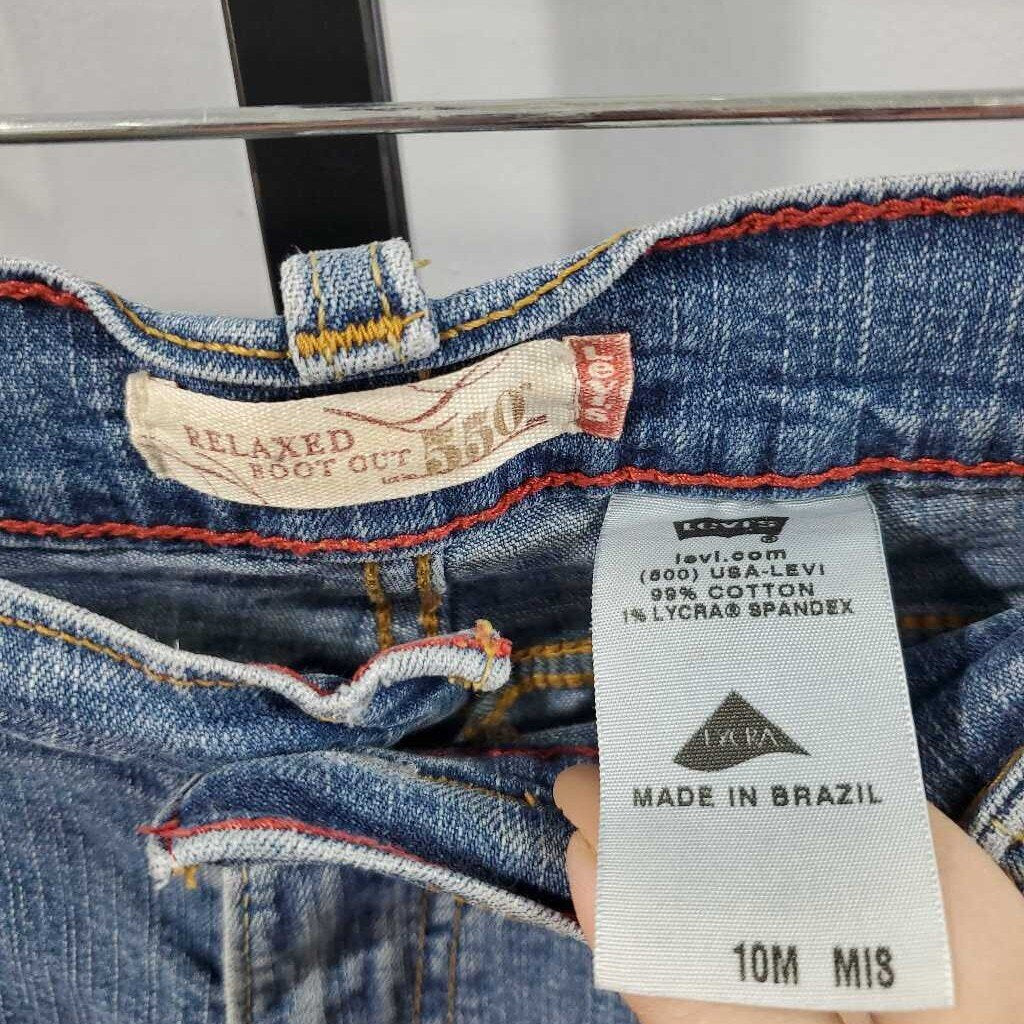 RELAXED
BOOT CUT 550™
LEVI'S
LEVI'S®
levi.com
(800) USA-LEVI
99% COTTON
1% LYCRA® SPANDEX
LYCRA
MADE IN BRAZIL
10M MIS